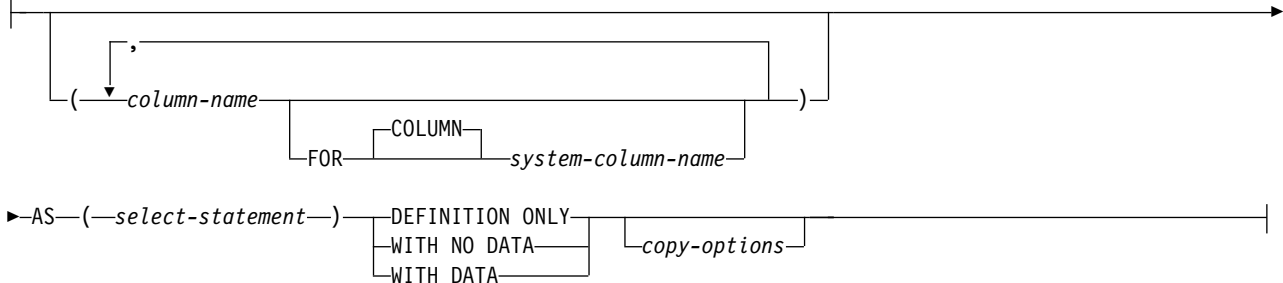 ,
( column-name )
COLUMN
FOR system-column-name
AS ( select-statement ) DEFINITION ONLY
WITH NO DATA copy-options
WITH DATA